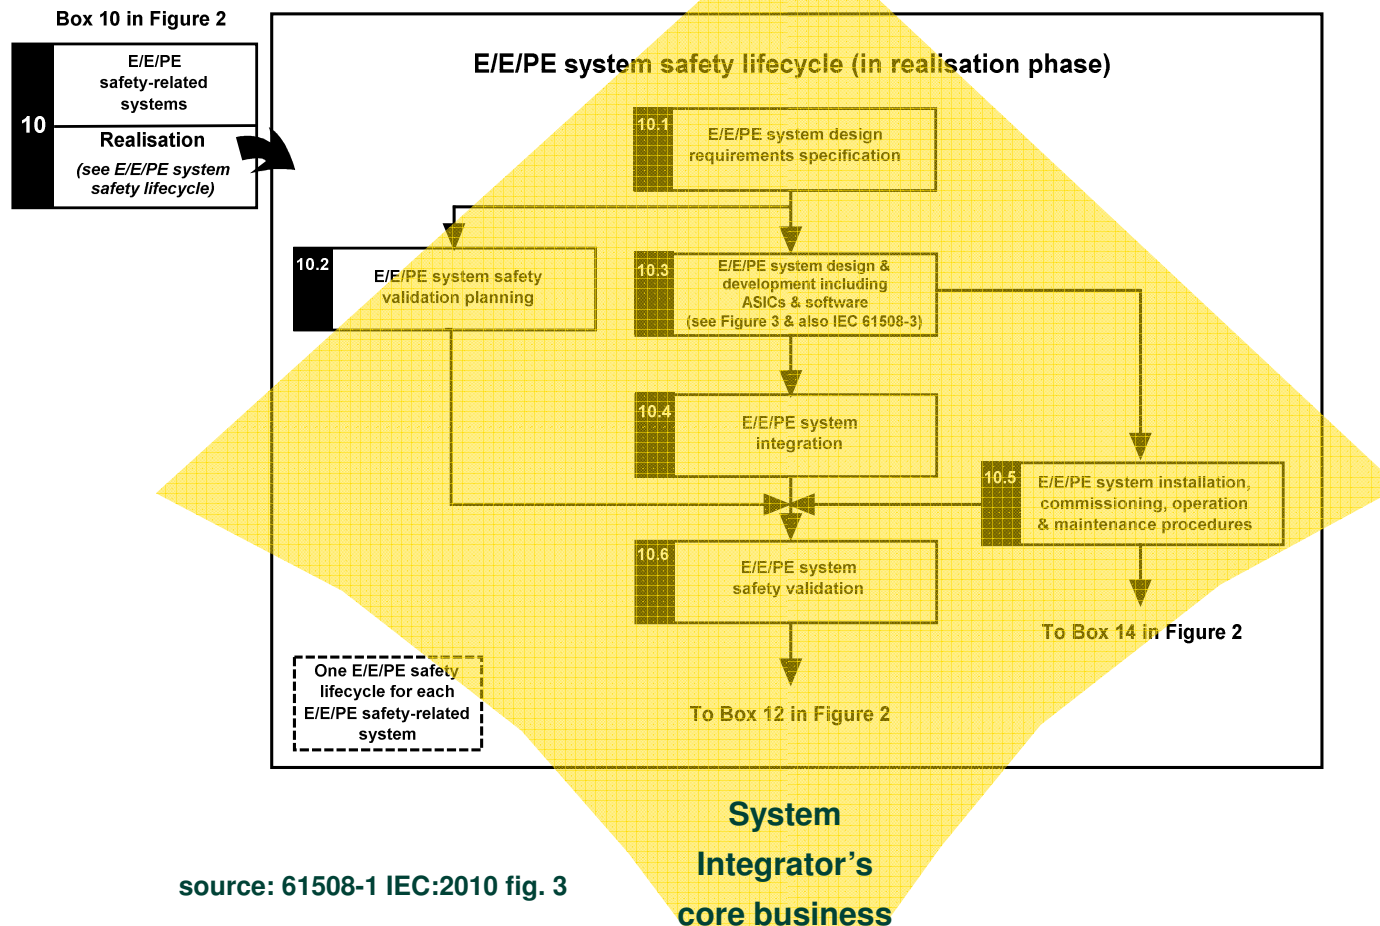 Box 10 in Figure 2
10
E/E/PE
safety-related
systems
Realisation
(see E/E/PE system
safety lifecycle)
E/E/PE system safety lifecycle (in realisation phase)
10.1
E/E/PE system design
requirements specification
10.2
E/E/PE system safety
validation planning
10.3
E/E/PE system design &
development including
ASICs & software
(see Figure 3 & also IEC 61508-3)
10.4
E/E/PE system
integration
10.5
E/E/PE system installation,
commissioning, operation
& maintenance procedures
10.6
E/E/PE system
safety validation
To Box 14 in Figure 2
One E/E/PE safety
lifecycle for each
E/E/PE safety-related
system
To Box 12 in Figure 2
System
Integrator's
core business
source: 61508-1 IEC:2010 fig. 3